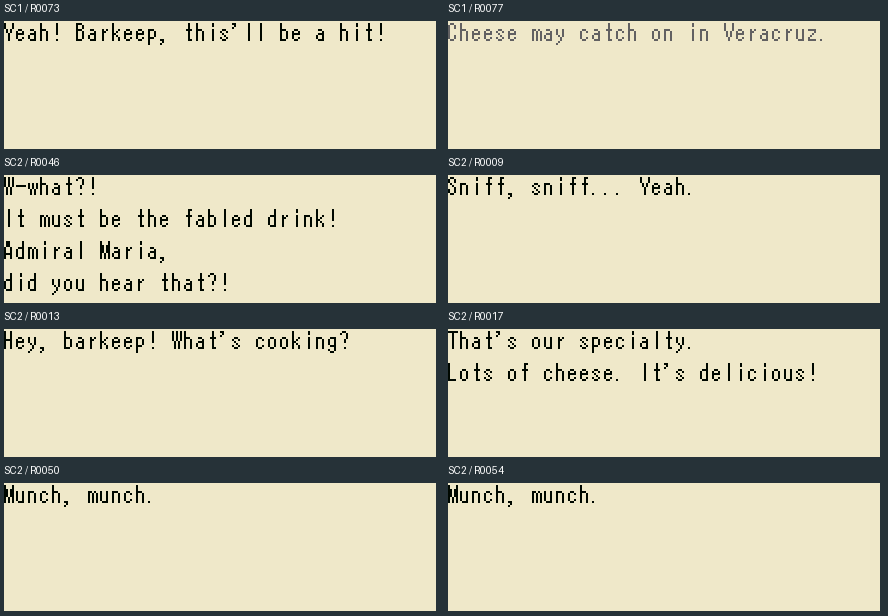 SC1/R0073
Yeah! Barkeep, this'll be a hit!
SC1/R0077
Cheese may catch on in Veracruz.
SC2/R0046
W-what?!
It must be the fabled drink!
Admiral Maria,
did you hear that?!
SC2/R0009
Sniff, sniff... Yeah.
SC2/R0013
Hey, barkeep! What's cooking?
SC2/R0017
That's our specialty.
Lots of cheese. It's delicious!
SC2/R0050
Munch, munch.
SC2/R0054
Munch, munch.